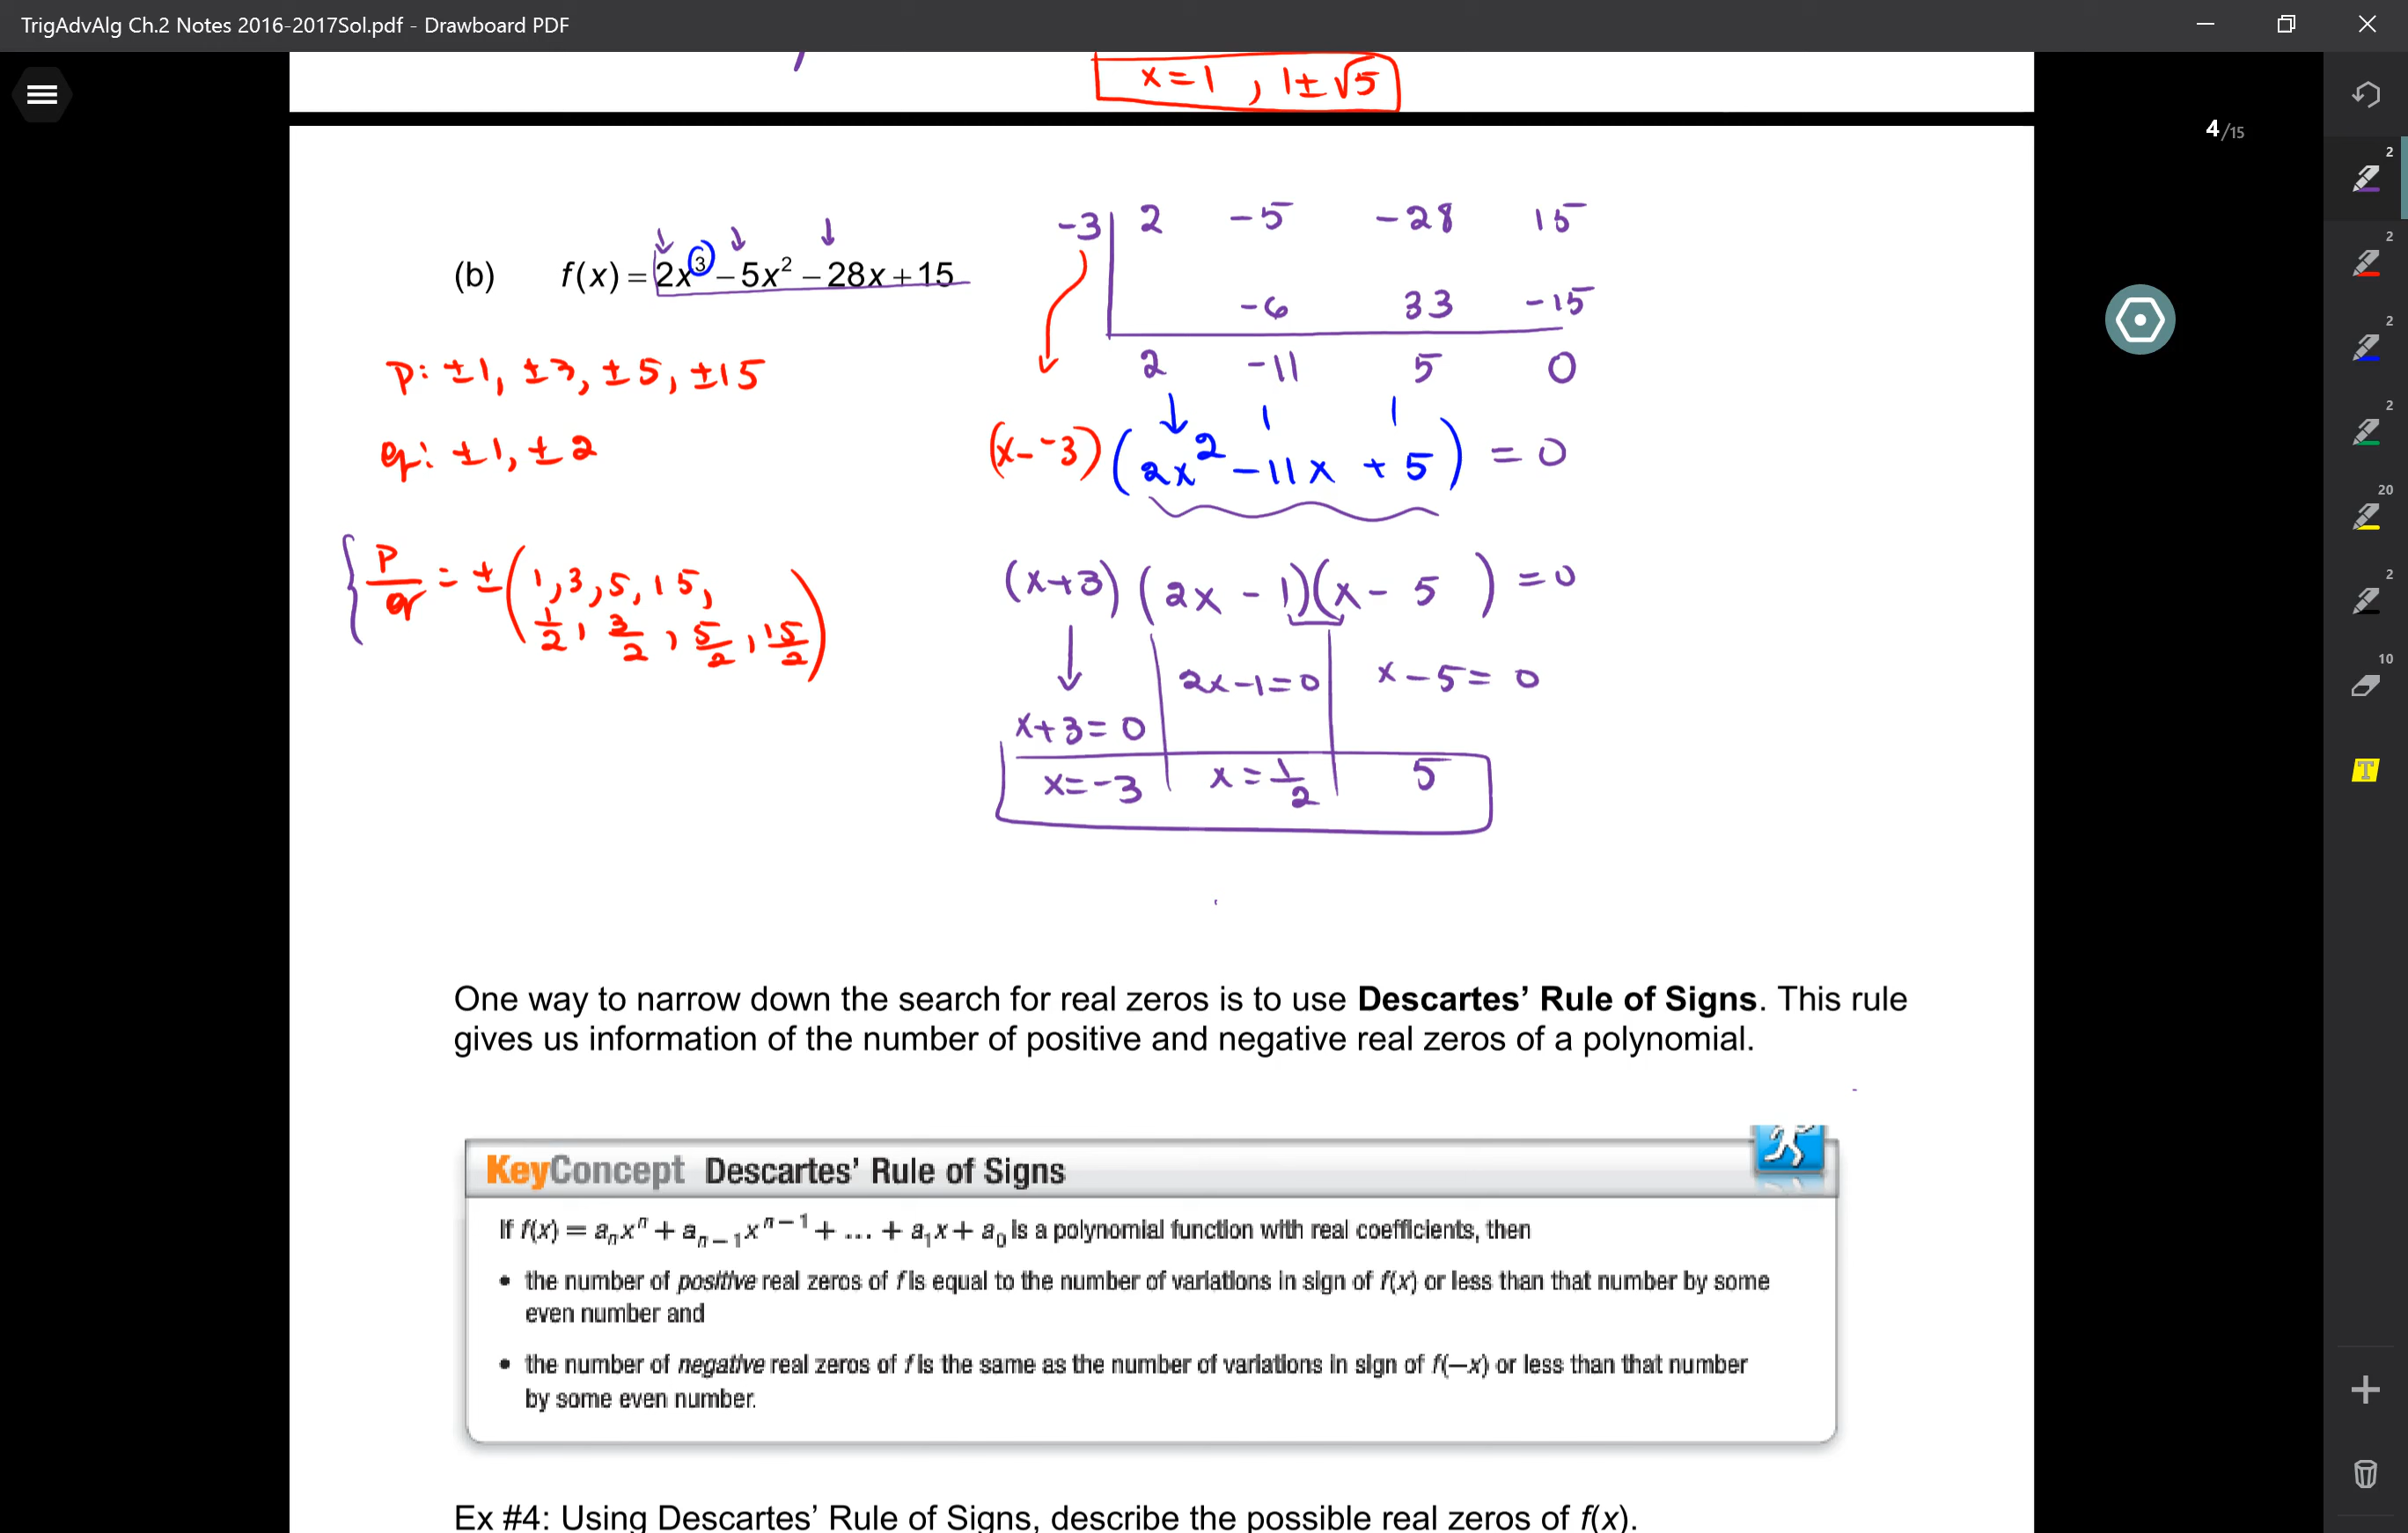 TrigAdvAlg Ch.2 Notes 2016-2017Sol.pdf - Drawboard PDF
x = 1 , 1 ± √5
4/15
(b) f(x) = 2x³ − 5x² − 28x + 15
-3 | 2 -5 -28 15
-6 33 -15
2 -11 5 0
p: ±1, ±3, ±5, ±15
q: ±1, ±2
(x - -3) (2x² - 11x + 5) = 0
p/q = ± (1, 3, 5, 15,
1/2, 3/2, 5/2, 15/2)
(x+3) (2x - 1)(x - 5) = 0
2x - 1 = 0 x - 5 = 0
x + 3 = 0
x = -3 x = 1/2 5
One way to narrow down the search for real zeros is to use Descartes’ Rule of Signs. This rule
gives us information of the number of positive and negative real zeros of a polynomial.
KeyConcept Descartes’ Rule of Signs
If f(x) = aₙxⁿ + aₙ₋₁xⁿ⁻¹ + ... + a₁x + a₀ is a polynomial function with real coefficients, then
• the number of positive real zeros of f is equal to the number of variations in sign of f(x) or less than that number by some
even number and
• the number of negative real zeros of f is the same as the number of variations in sign of f(−x) or less than that number
by some even number.
Ex #4: Using Descartes’ Rule of Signs, describe the possible real zeros of f(x).
2
2
2
2
20
2
10
T